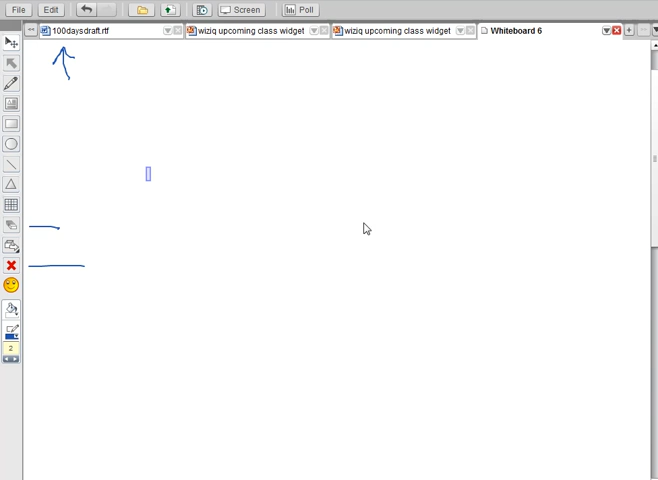 File Edit Screen Poll
100daysdraft.rtf wiziq upcoming class widget wiziq upcoming class widget Whiteboard 6
2